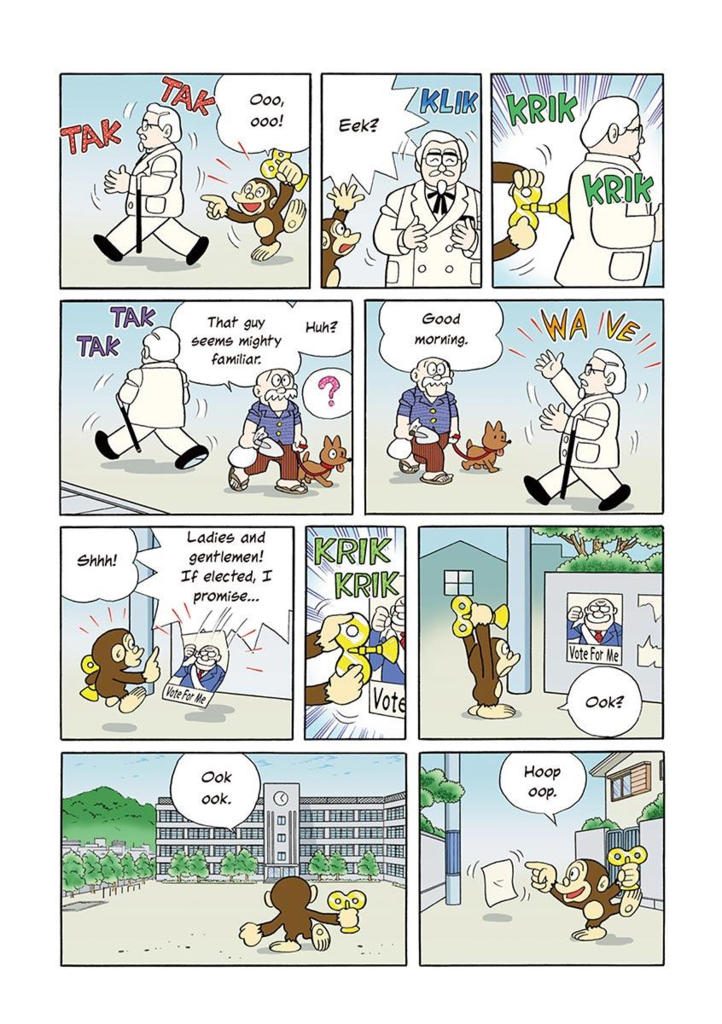 TAK
TAK
Ooo,
ooo!
Eek?
KLIK
KRIK
KRIK
TAK
TAK
That guy
seems mighty
familiar.
Huh?
?
Good
morning.
WAVE
Shhh!
Ladies and
gentlemen!
If elected, I
promise...
Vote For Me
KRIK
KRIK
Vote
Vote For Me
Ook?
Ook
ook.
Hoop
oop.